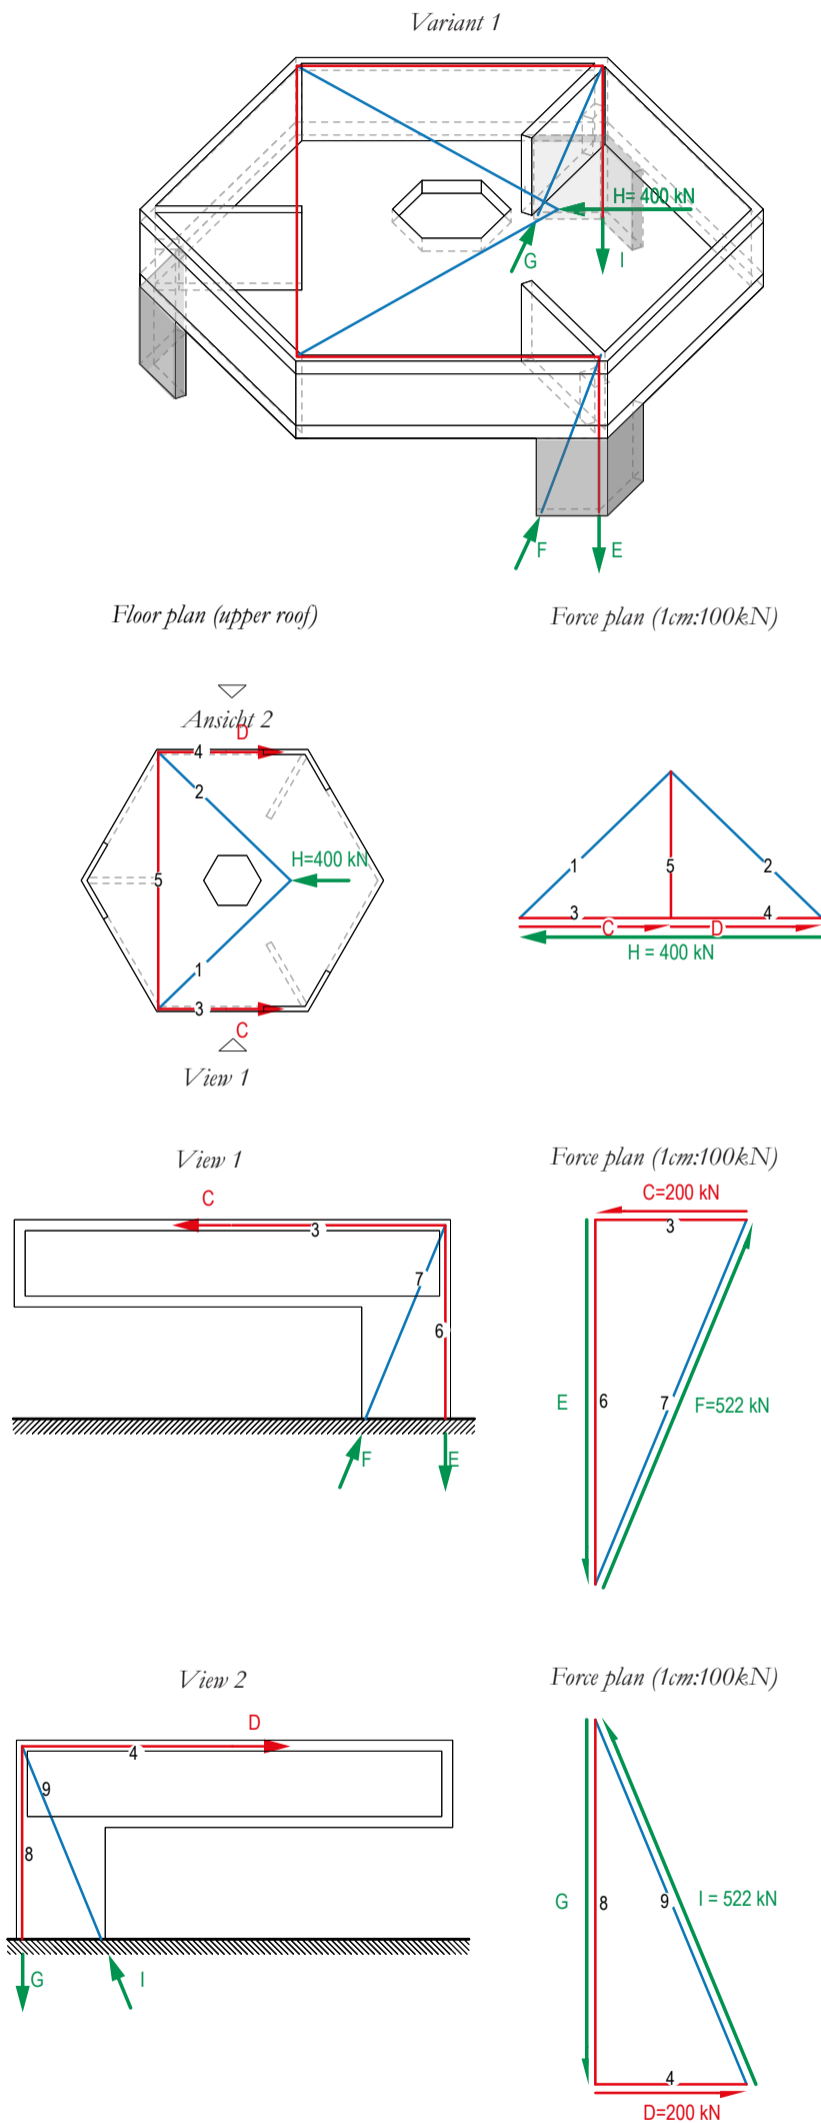 Variant 1
H= 400 kN
G
I
F
E
Floor plan (upper roof)
Force plan (1cm:100kN)
Ansicht 2
D
4
2
H=400 kN
5
1
3
C
View 1
1
5
2
3
4
C
D
H = 400 kN
View 1
Force plan (1cm:100kN)
C
3
7
6
F
E
C=200 kN
3
E
6
7
F=522 kN
View 2
Force plan (1cm:100kN)
D
4
9
8
G
I
G
8
9
I = 522 kN
4
D=200 kN